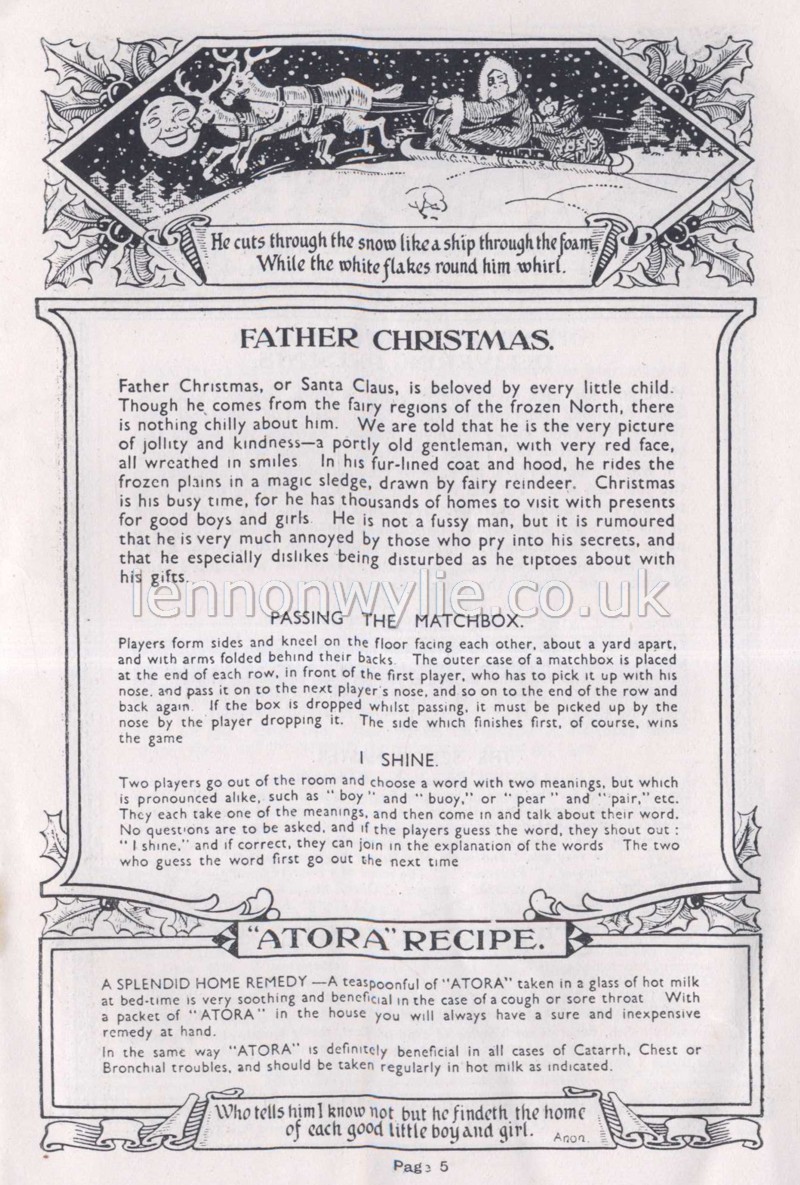 He cuts through the snow like a ship through the foam,
While the white flakes round him whirl.
FATHER CHRISTMAS.
Father Christmas, or Santa Claus, is beloved by every little child.
Though he comes from the fairy regions of the frozen North, there
is nothing chilly about him. We are told that he is the very picture
of jollity and kindness—a portly old gentleman, with very red face,
all wreathed in smiles In his fur-lined coat and hood, he rides the
frozen plains in a magic sledge, drawn by fairy reindeer. Christmas
is his busy time, for he has thousands of homes to visit with presents
for good boys and girls He is not a fussy man, but it is rumoured
that he is very much annoyed by those who pry into his secrets, and
that he especially dislikes being disturbed as he tiptoes about with
his gifts.
lennonwylie.co.uk
PASSING THE MATCHBOX.
Players form sides and kneel on the floor facing each other, about a yard apart,
and with arms folded behind their backs The outer case of a matchbox is placed
at the end of each row, in front of the first player, who has to pick it up with his
nose, and pass it on to the next player's nose, and so on to the end of the row and
back again. If the box is dropped whilst passing, it must be picked up by the
nose by the player dropping it. The side which finishes first, of course, wins
the game
I SHINE.
Two players go out of the room and choose a word with two meanings, but which
is pronounced alike, such as "boy" and "buoy," or "pear" and "pair," etc.
They each take one of the meanings, and then come in and talk about their word.
No questions are to be asked, and if the players guess the word, they shout out :
"I shine," and if correct, they can join in the explanation of the words The two
who guess the word first go out the next time
"ATORA" RECIPE.
A SPLENDID HOME REMEDY—A teaspoonful of "ATORA" taken in a glass of hot milk
at bed-time is very soothing and beneficial in the case of a cough or sore throat With
a packet of "ATORA" in the house you will always have a sure and inexpensive
remedy at hand.
In the same way "ATORA" is definitely beneficial in all cases of Catarrh, Chest or
Bronchial troubles, and should be taken regularly in hot milk as indicated.
Who tells him I know not but he findeth the home
of each good little boy and girl. Anon.
Page 5